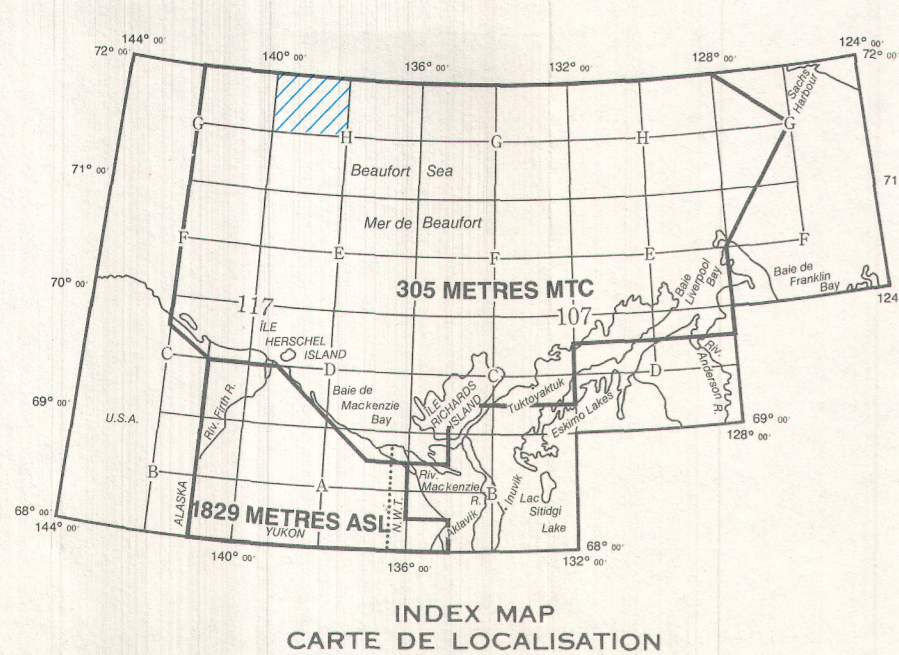 144° 00′
72° 00′
140° 00′
136° 00′
132° 00′
128° 00′
124° 00′
72° 00′
Sachs
Harbour
G
H
G
H
G
71° 00′
Beaufort Sea
71
Mer de Beaufort
F
E
F
E
F
Baie
Liverpool
Bay
Baie de
Franklin
Bay
70° 00′
305 METRES MTC
124
117
107
ÎLE
HERSCHEL
ISLAND
C
D
C
D
Riv.
Anderson R.
Baie de
Mackenzie
Bay
ÎLE
RICHARDS
ISLAND
Tuktoyaktuk
Eskimo Lakes
69° 00′
U.S.A.
Riv. Firth R.
69° 00′
128° 00′
B
A
B
Riv.
Mackenzie
R.
Inuvik
Lac
Sitidgi
Lake
ALASKA
1829 METRES ASL
N.W.T.
Aklavik
YUKON
68° 00′
144° 00′
140° 00′
136° 00′
68° 00′
132° 00′
INDEX MAP
CARTE DE LOCALISATION